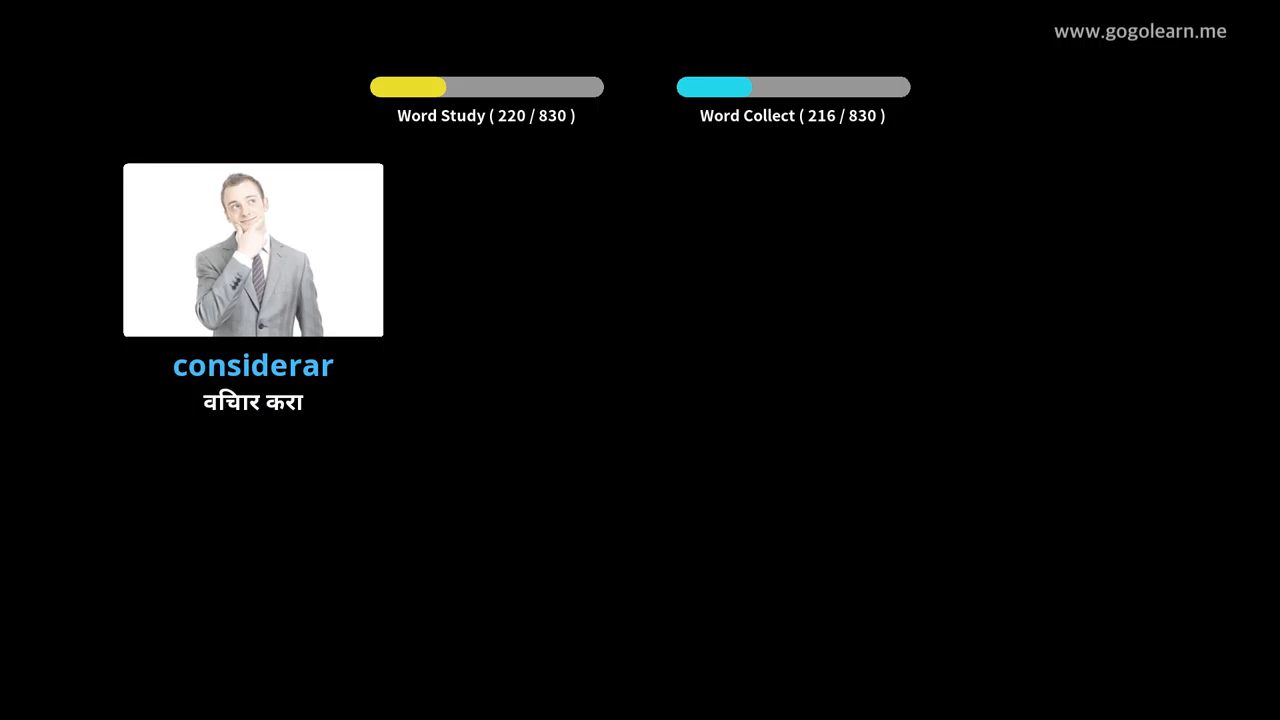 www.gogolearn.me
Word Study ( 220 / 830 )
Word Collect ( 216 / 830 )
considerar
विचार करा